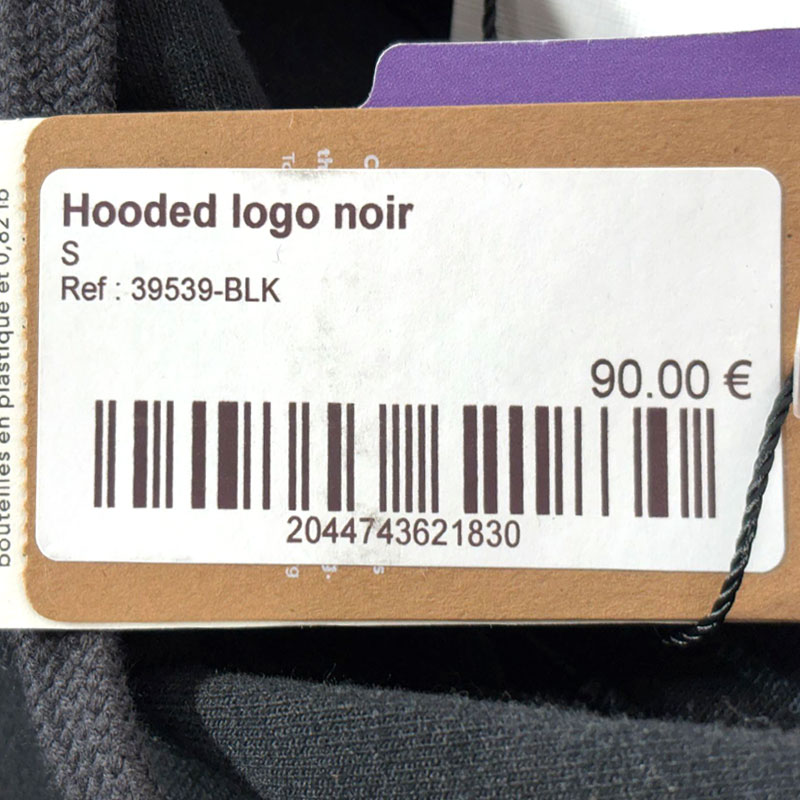 Hooded logo noir
S
Ref : 39539-BLK
90.00 €
2044743621830
bouteilles en plastique et 0,82 lb